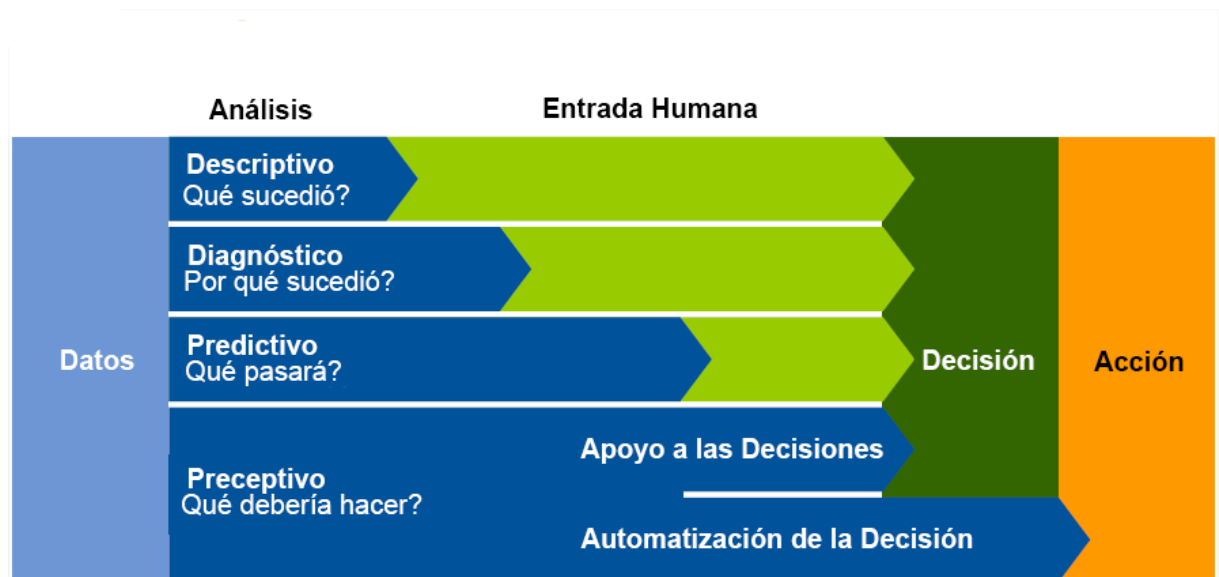 Análisis
Entrada Humana
Descriptivo
Qué sucedió?
Diagnóstico
Por qué sucedió?
Predictivo
Qué pasará?
Datos
Decisión
Acción
Apoyo a las Decisiones
Preceptivo
Qué debería hacer?
Automatización de la Decisión